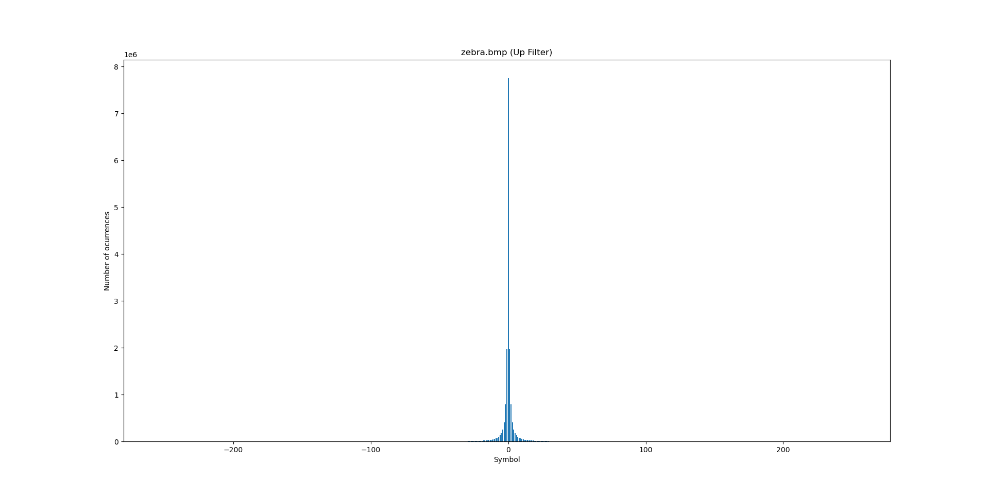 zebra.bmp (Up Filter)
1e6
8
7
6
5
4
3
2
1
0
Number of ocurrences
−200 −100 0 100 200
Symbol